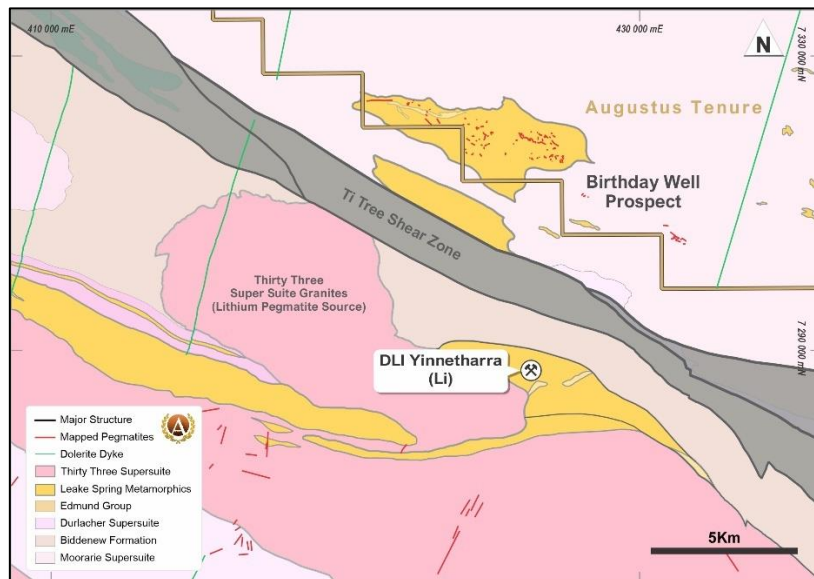 410 000 mE
430 000 mE
7 330 000 mN
N
Augustus Tenure
Birthday Well
Prospect
Ti Tree Shear Zone
Thirty Three
Super Suite Granites
(Lithium Pegmatite Source)
7 290 000 mN
DLI Yinnetharra
(Li)
Major Structure
Mapped Pegmatites
Dolerite Dyke
Thirty Three Supersuite
Leake Spring Metamorphics
Edmund Group
Durlacher Supersuite
Biddenew Formation
Moorarie Supersuite
A
5Km